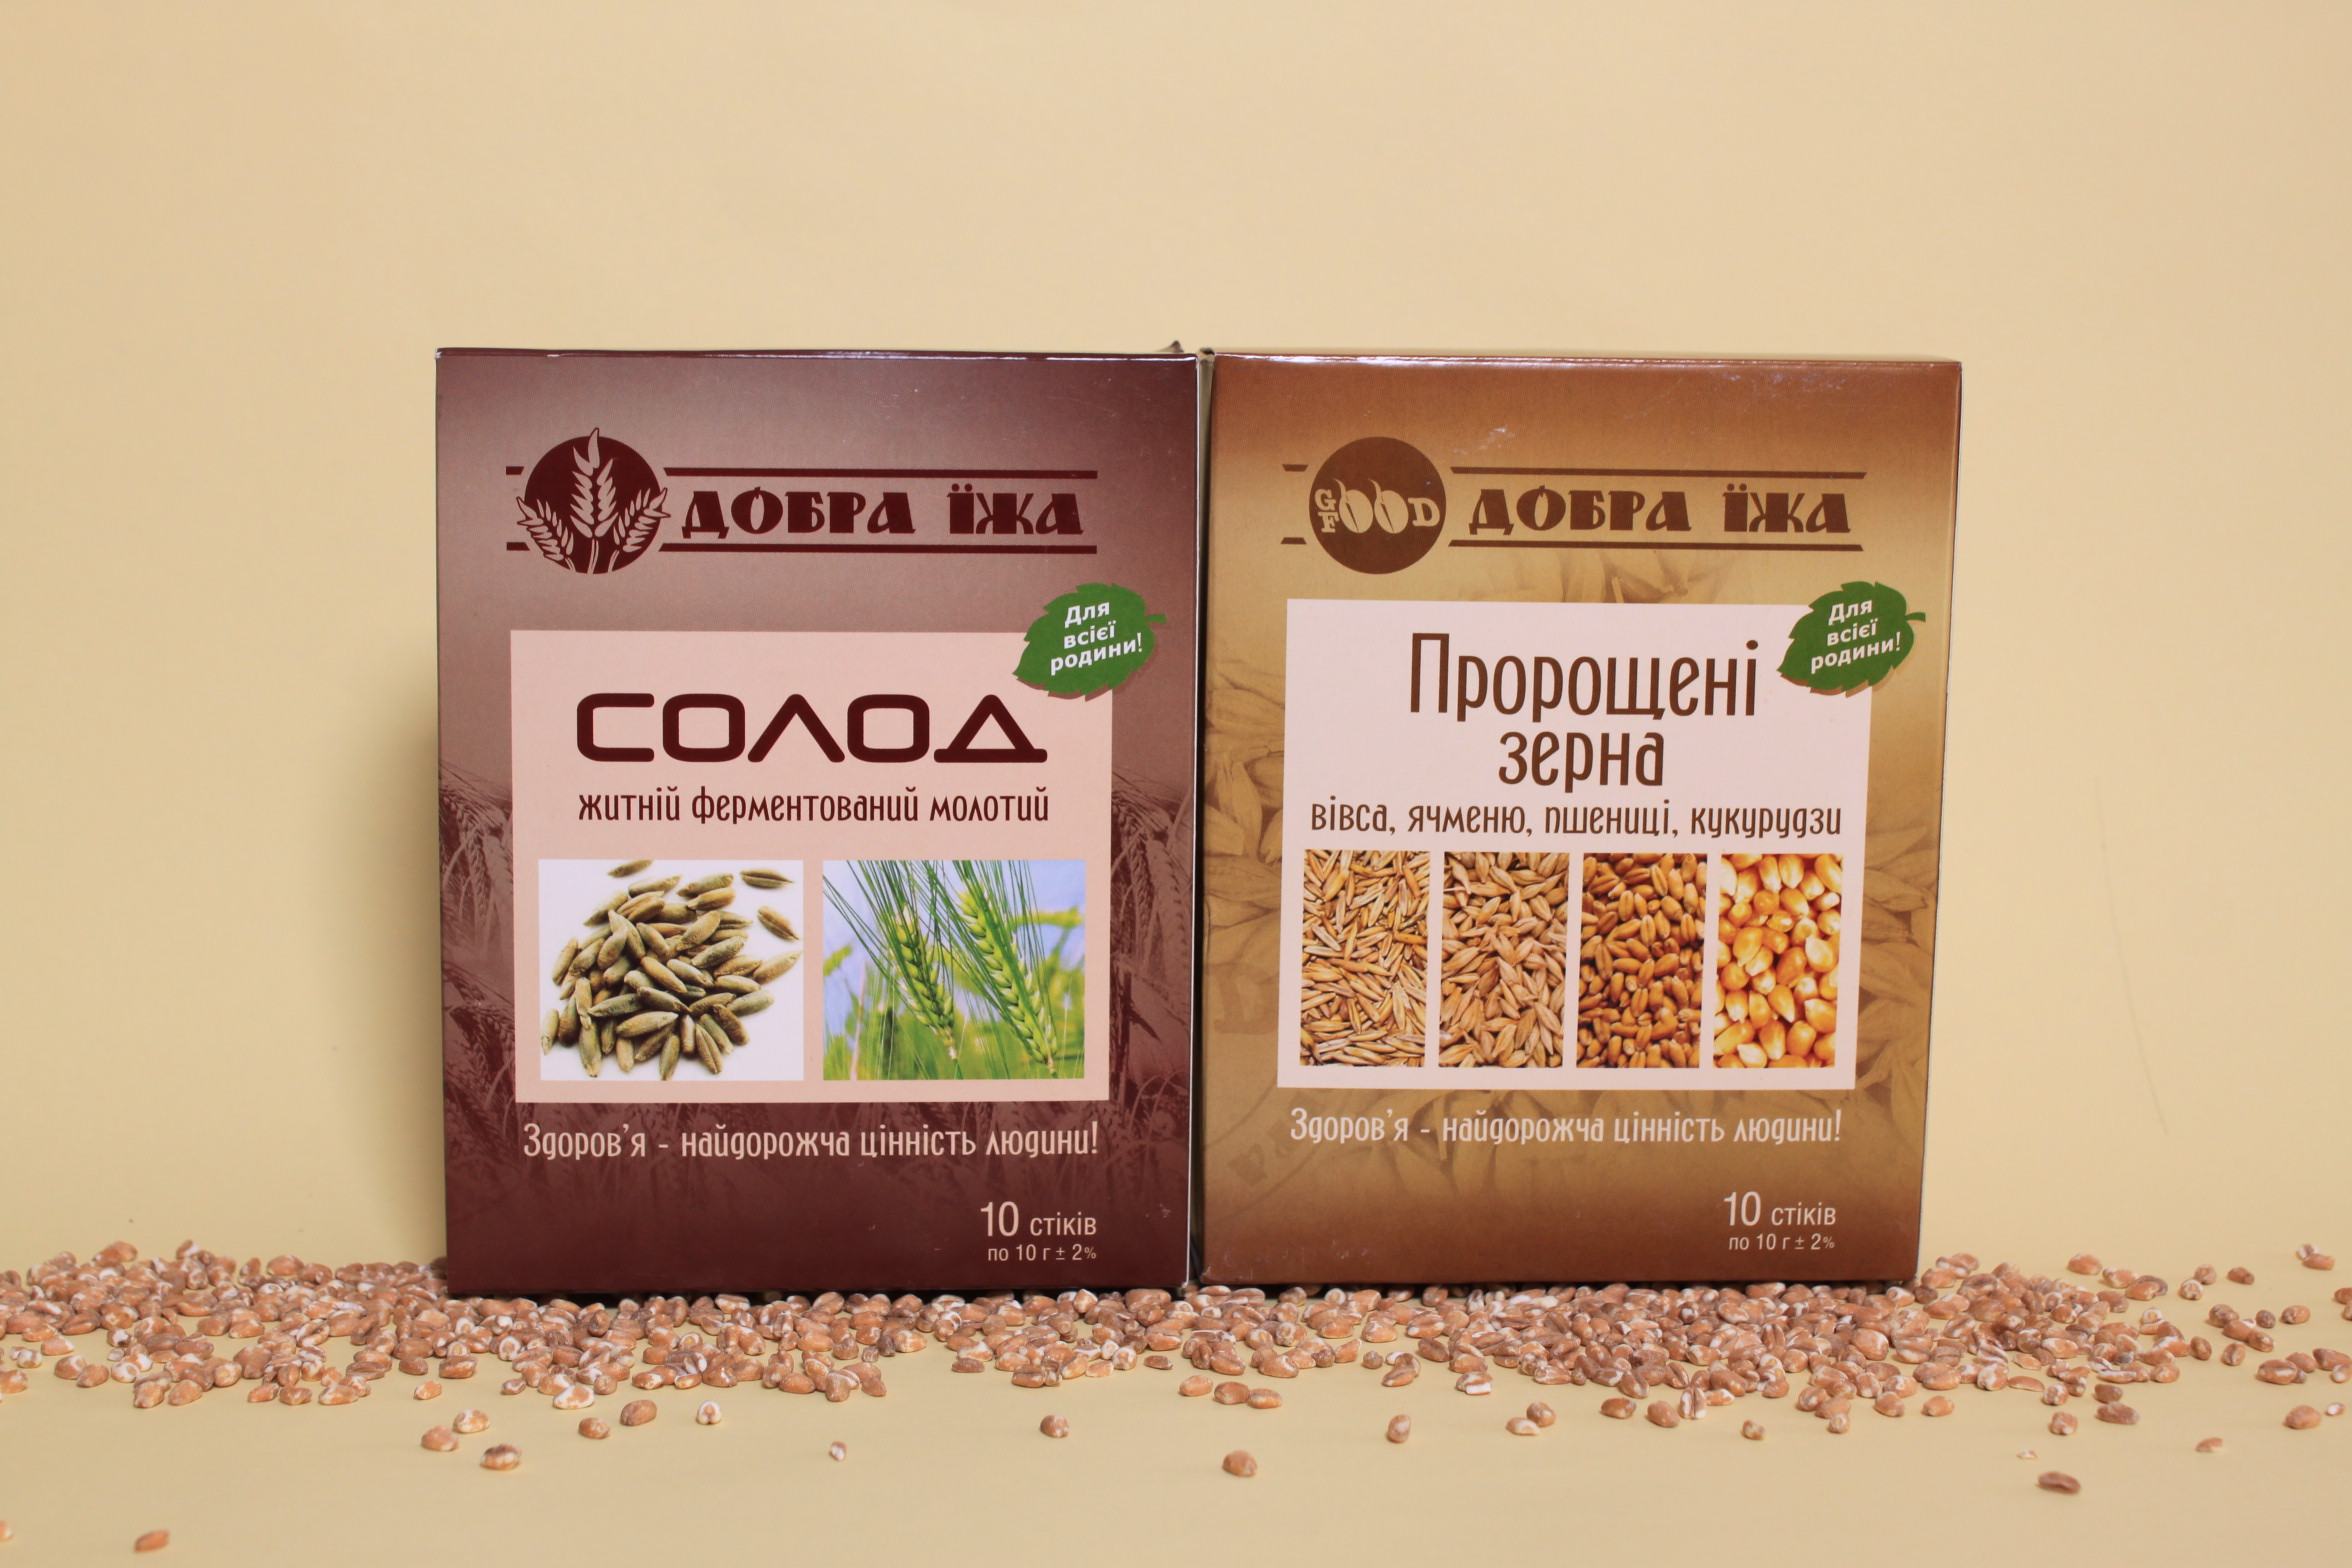 ДОБРА ЇЖА
Для
всієї
родини!
СОЛОД
житній ферментований молотий
Здоров'я - найдорожча цінність людини!
10 стіків
по 10 г ± 2%
GOOD
F
ДОБРА ЇЖА
Для
всієї
родини!
Пророщені
зерна
вівса, ячменю, пшениці, кукурудзи
Здоров'я - найдорожча цінність людини!
10 стіків
по 10 г ± 2%